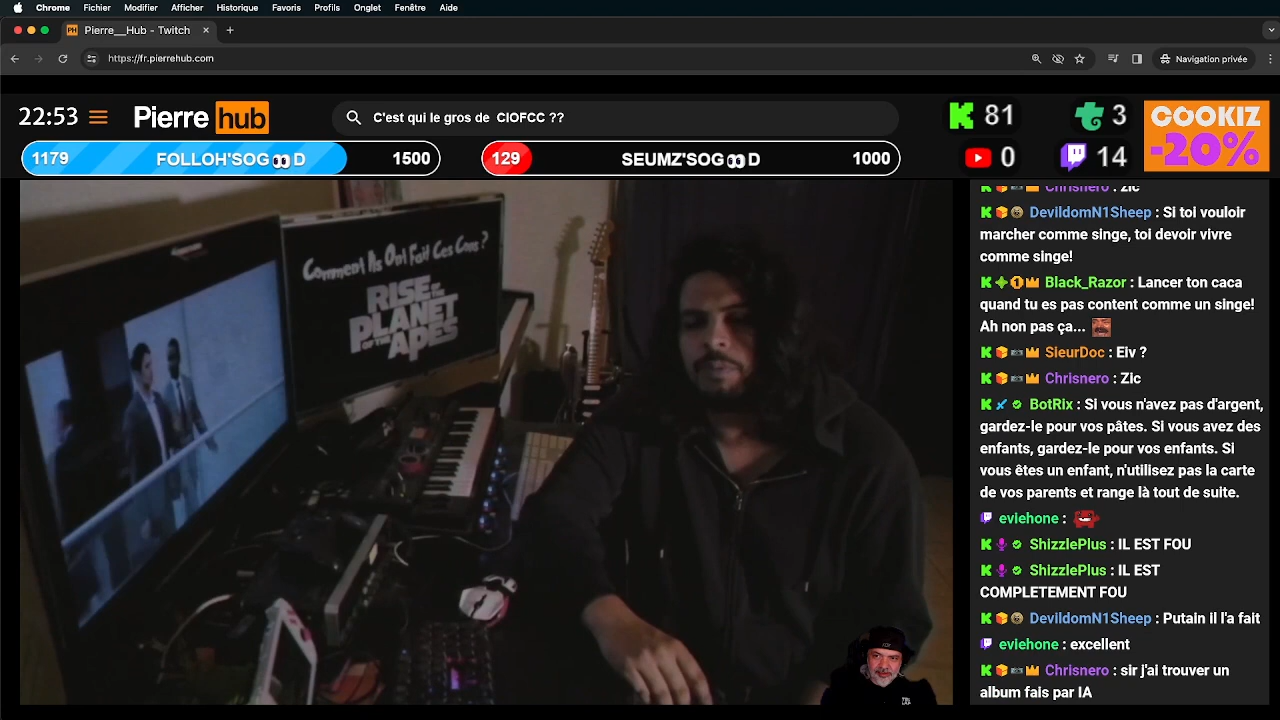 Chrome Fichier Modifier Afficher Historique Favoris Profils Onglet Fenêtre Aide
PH Pierre__Hub - Twitch
https://fr.pierrehub.com
Navigation privée
22:53
Pierre hub
C'est qui le gros de CIOFCC ??
81
3
0
14
COOKIZ
-20%
1179 FOLLOH'SOG👀D 1500
129 SEUMZ'SOG👀D 1000
Comment Ils Ont Fait Ces Cons ?
RISE OF THE
PLANET
OF THE APES
Chrisnero : Zic
DevildomN1Sheep : Si toi vouloir
marcher comme singe, toi devoir vivre
comme singe!
Black_Razor : Lancer ton caca
quand tu es pas content comme un singe!
Ah non pas ça...
SieurDoc : Eiv ?
Chrisnero : Zic
BotRix : Si vous n'avez pas d'argent,
gardez-le pour vos pâtes. Si vous avez des
enfants, gardez-le pour vos enfants. Si
vous êtes un enfant, n'utilisez pas la carte
de vos parents et range là tout de suite.
eviehone :
ShizzlePlus : IL EST FOU
ShizzlePlus : IL EST
COMPLETEMENT FOU
DevildomN1Sheep : Putain il l'a fait
eviehone : excellent
Chrisnero : sir j'ai trouver un
album fais par IA